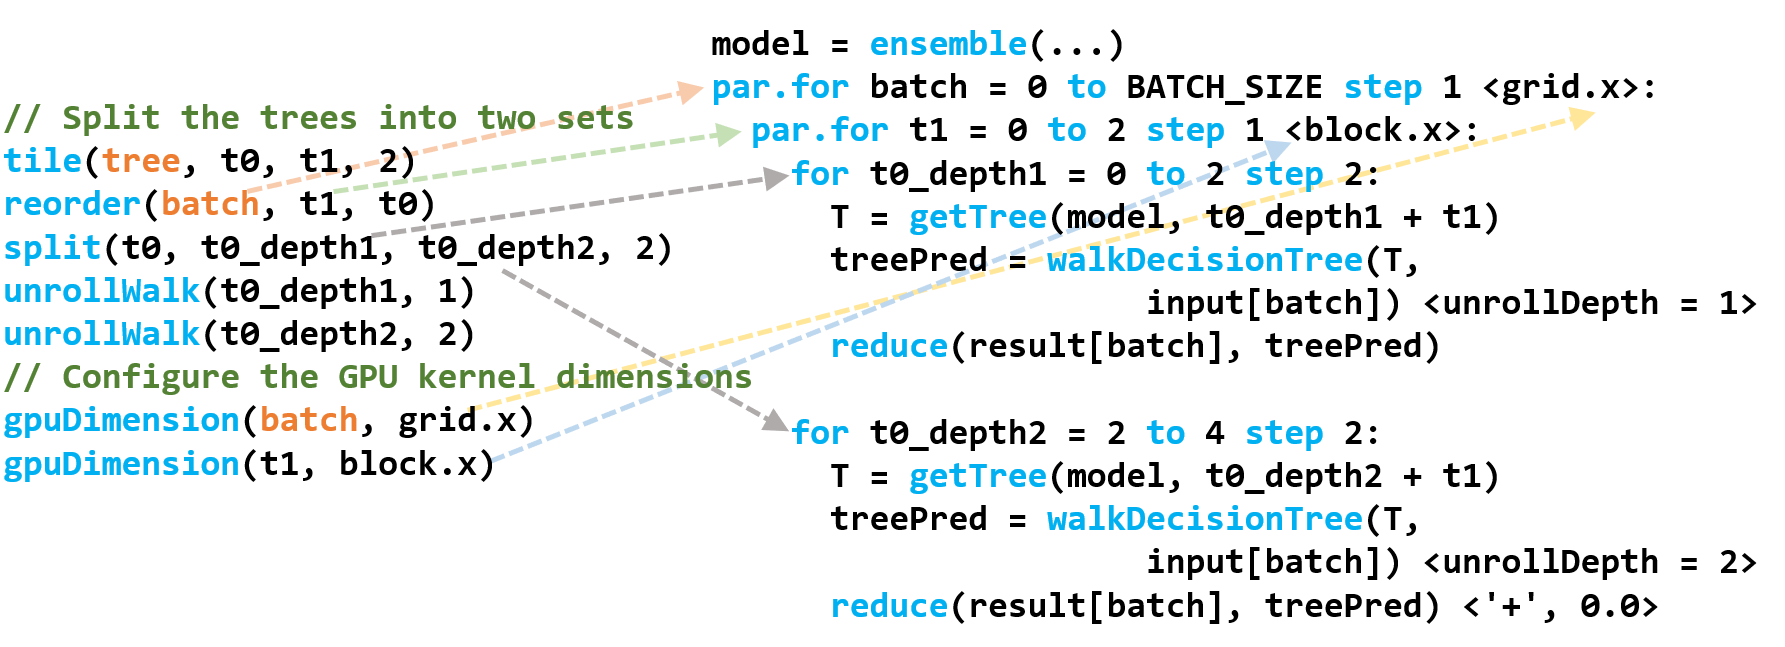 // Split the trees into two sets
tile(tree, t0, t1, 2)
reorder(batch, t1, t0)
split(t0, t0_depth1, t0_depth2, 2)
unrollWalk(t0_depth1, 1)
unrollWalk(t0_depth2, 2)
// Configure the GPU kernel dimensions
gpuDimension(batch, grid.x)
gpuDimension(t1, block.x)
model = ensemble(...)
par.for batch = 0 to BATCH_SIZE step 1 <grid.x>:
par.for t1 = 0 to 2 step 1 <block.x>:
for t0_depth1 = 0 to 2 step 2:
T = getTree(model, t0_depth1 + t1)
treePred = walkDecisionTree(T,
input[batch]) <unrollDepth = 1>
reduce(result[batch], treePred)
for t0_depth2 = 2 to 4 step 2:
T = getTree(model, t0_depth2 + t1)
treePred = walkDecisionTree(T,
input[batch]) <unrollDepth = 2>
reduce(result[batch], treePred) <'+', 0.0>